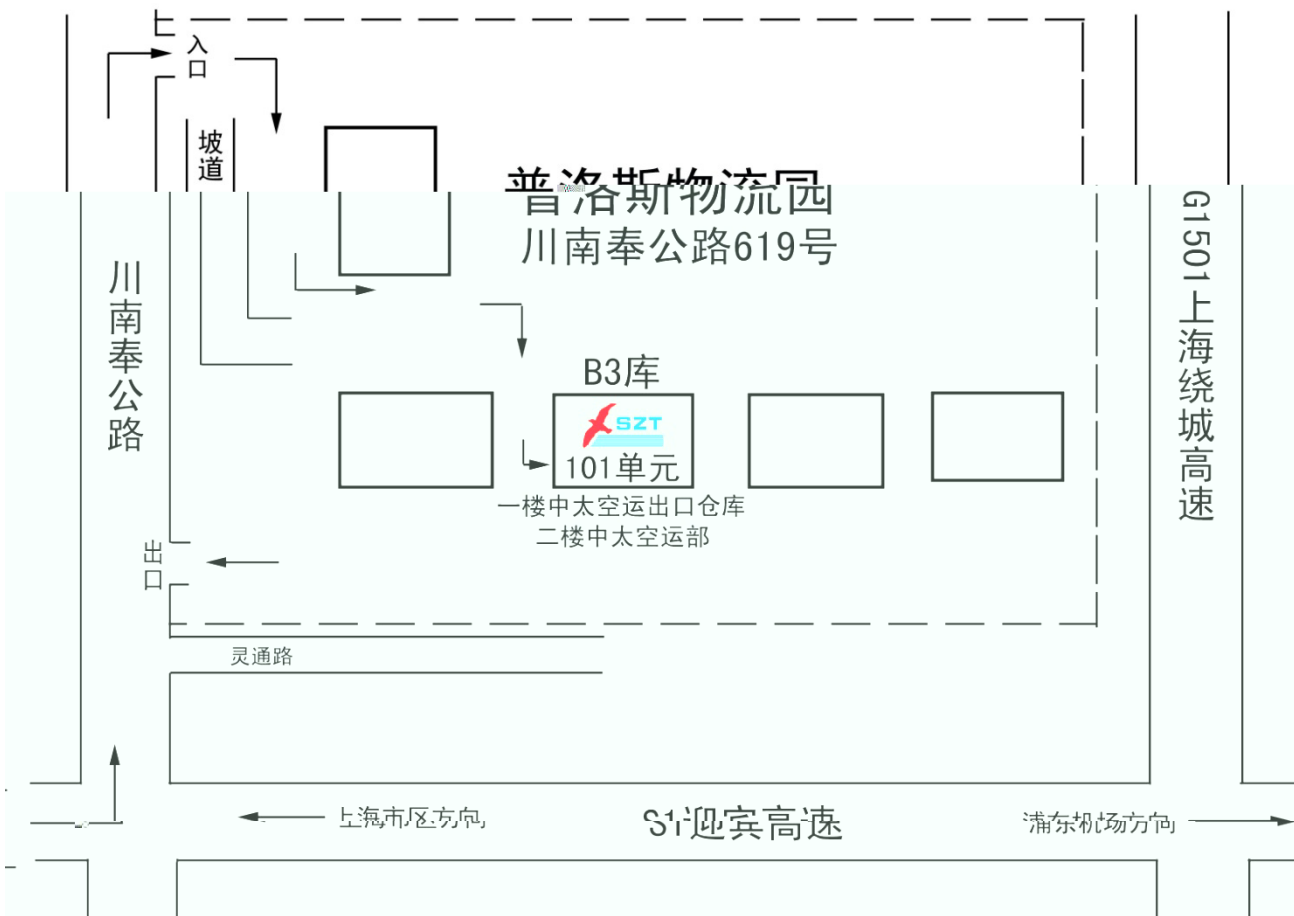 入口
坡道
普洛斯物流园
川南奉公路619号
G1501上海绕城高速
川南奉公路
B3库
SZT
101单元
一楼中太空运出口仓库
二楼中太空运部
出口
灵通路
上海市区方向
S1迎宾高速
浦东机场方向